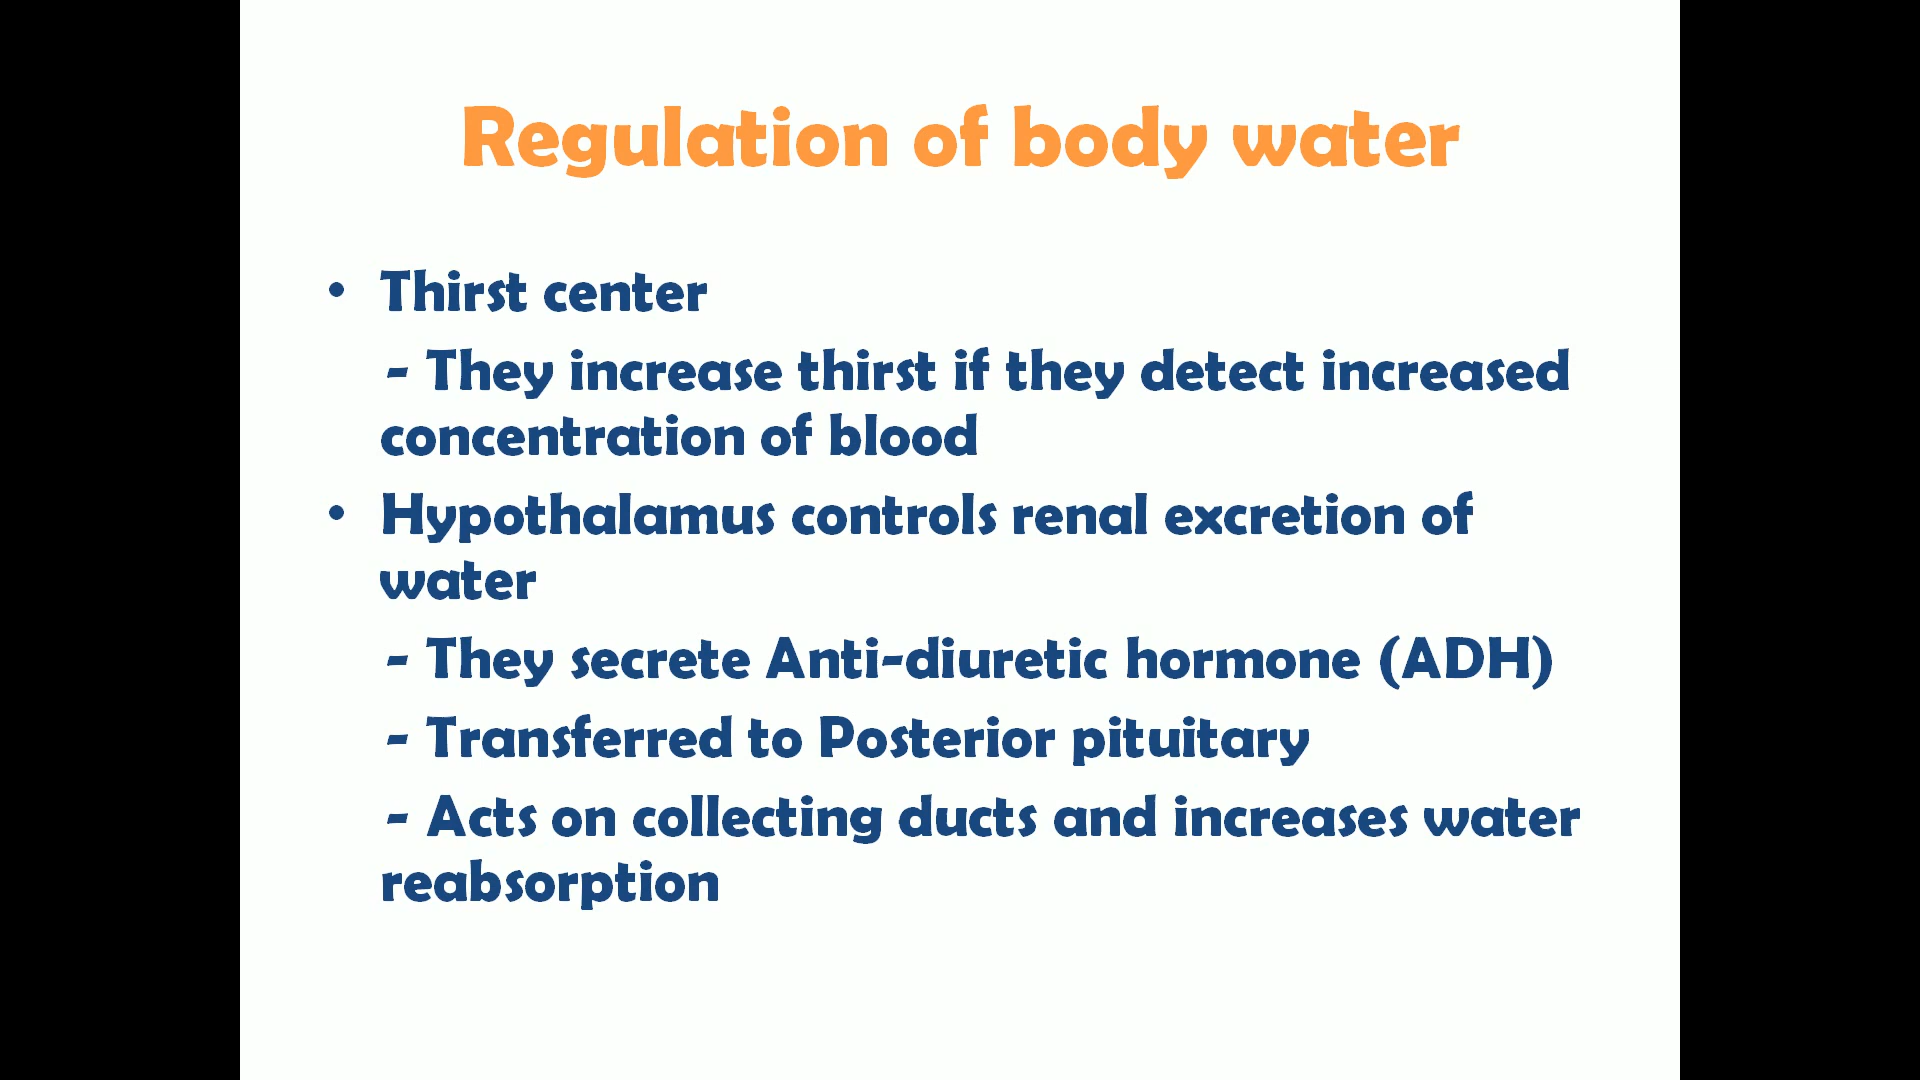 Regulation of body water
• Thirst center
- They increase thirst if they detect increased
concentration of blood
• Hypothalamus controls renal excretion of
water
- They secrete Anti-diuretic hormone (ADH)
- Transferred to Posterior pituitary
- Acts on collecting ducts and increases water
reabsorption